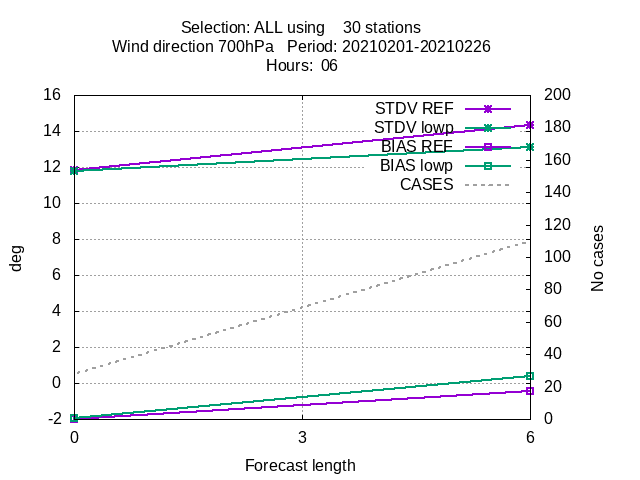 Selection: ALL using    30 stations
Wind direction 700hPa   Period: 20210201-20210226
Hours:  06
16 200
STDV REF
180
14
STDV lowp
BIAS REF
160
12
BIAS lowp
CASES
140
10
120
8
deg
No cases
100
6
80
4
60
2
40
0
20
-2 0
0 3 6
Forecast length